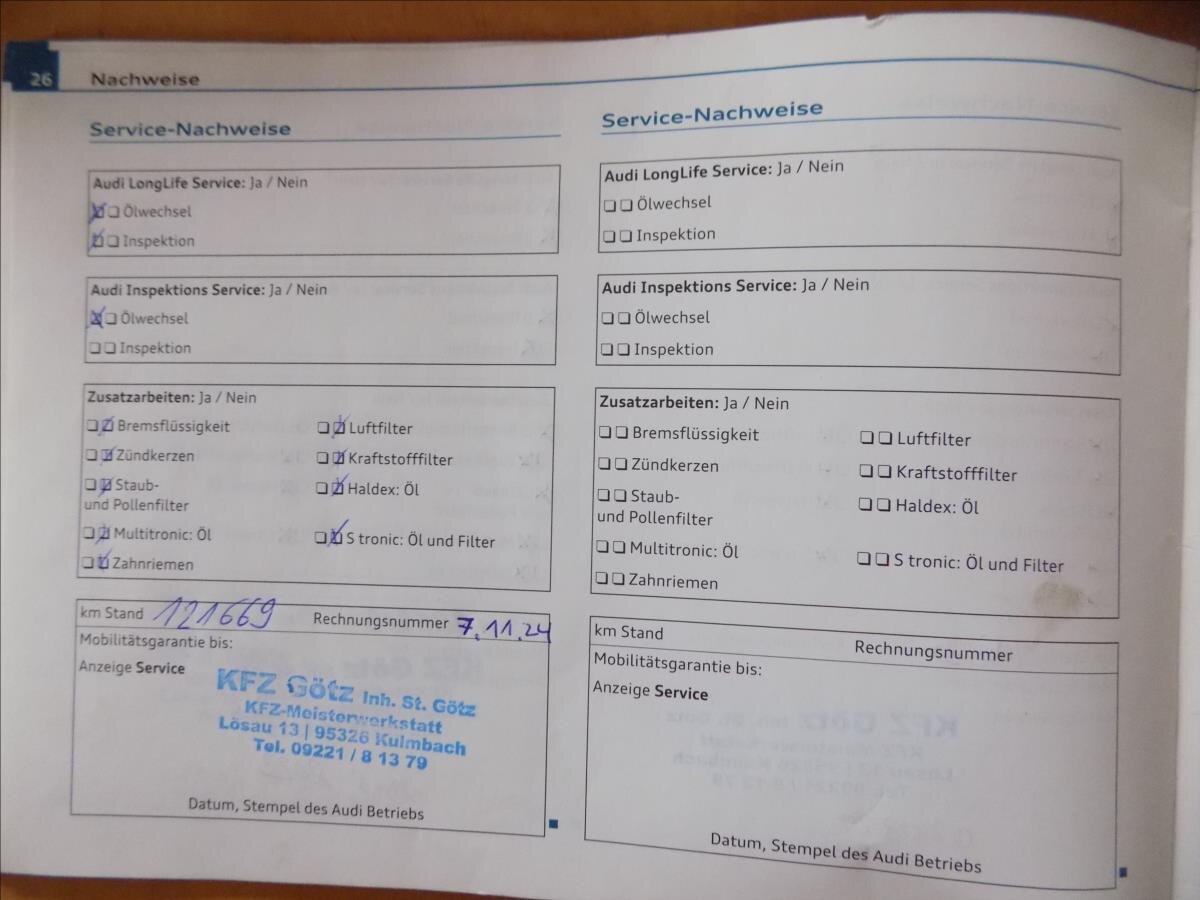 26 Nachweise
Service-Nachweise
Audi LongLife Service: Ja / Nein
Ölwechsel
Inspektion
Audi Inspektions Service: Ja / Nein
Ölwechsel
Inspektion
Zusatzarbeiten: Ja / Nein
Bremsflüssigkeit Luftfilter
Zündkerzen Kraftstofffilter
Staub- Haldex: Öl
und Pollenfilter
Multitronic: Öl S tronic: Öl und Filter
Zahnriemen
km Stand 121669 Rechnungsnummer 7.11.24
Mobilitätsgarantie bis:
Anzeige Service
KFZ Götz Inh. St. Götz
KFZ-Meisterwerkstatt
Lösau 13 | 95326 Kulmbach
Tel. 09221 / 8 13 79
Datum, Stempel des Audi Betriebs
Service-Nachweise
Audi LongLife Service: Ja / Nein
Ölwechsel
Inspektion
Audi Inspektions Service: Ja / Nein
Ölwechsel
Inspektion
Zusatzarbeiten: Ja / Nein
Bremsflüssigkeit Luftfilter
Zündkerzen Kraftstofffilter
Staub- Haldex: Öl
und Pollenfilter
Multitronic: Öl S tronic: Öl und Filter
Zahnriemen
km Stand Rechnungsnummer
Mobilitätsgarantie bis:
Anzeige Service
Datum, Stempel des Audi Betriebs